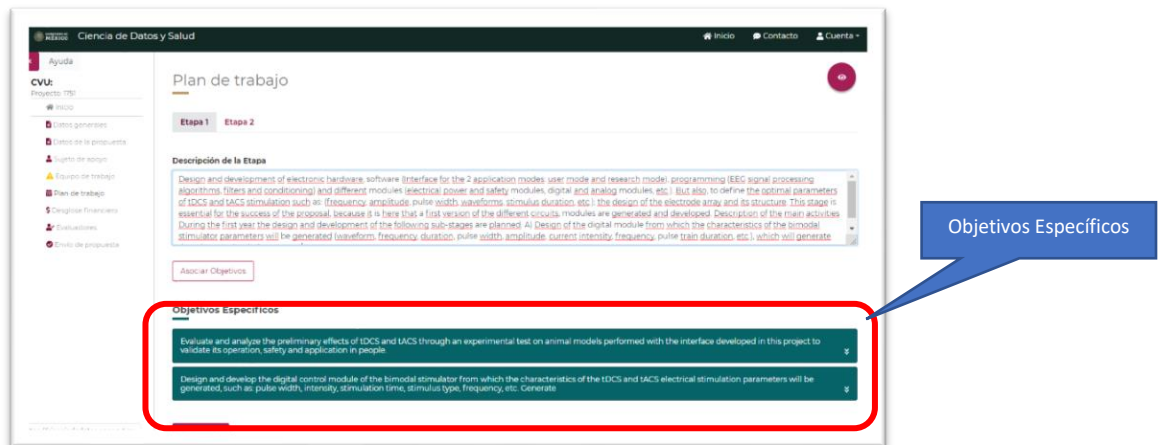 GOBIERNO DE
MÉXICO
Ciencia de Datos y Salud
Inicio
Contacto
Cuenta
Ayuda
CVU:
Proyecto: 1751
Inicio
Datos generales
Datos de la propuesta
Sujeto de apoyo
Equipo de trabajo
Plan de trabajo
$ Desglose financiero
Evaluadores
Envío de propuesta
Plan de trabajo
Etapa 1 Etapa 2
Descripción de la Etapa
Design and development of electronic hardware, software (interface for the 2 application modes: user mode and research mode), programming (EEG signal processing
algorithms, filters and conditioning) and different modules (electrical power and safety modules, digital and analog modules, etc.). But also, to define the optimal parameters
of tDCS and tACS stimulation such as: (frequency, amplitude, pulse width, waveforms, stimulus duration, etc.); the design of the electrode array and its structure. This stage is
essential for the success of the proposal, because it is here that a first version of the different circuits, modules are generated and developed. Description of the main activities
During the first year the design and development of the following sub-stages are planned: A) Design of the digital module from which the characteristics of the bimodal
stimulator parameters will be generated (waveform, frequency, duration, pulse width, amplitude, current intensity, frequency, pulse train duration, etc.), which will generate
Asociar Objetivos
Objetivos Específicos
Evaluate and analyze the preliminary effects of tDCS and tACS through an experimental test on animal models performed with the interface developed in this project to
validate its operation, safety and application in people.
Design and develop the digital control module of the bimodal stimulator from which the characteristics of the tDCS and tACS electrical stimulation parameters will be
generated, such as: pulse width, intensity, stimulation time, stimulus type, frequency, etc. Generate
Objetivos Específicos